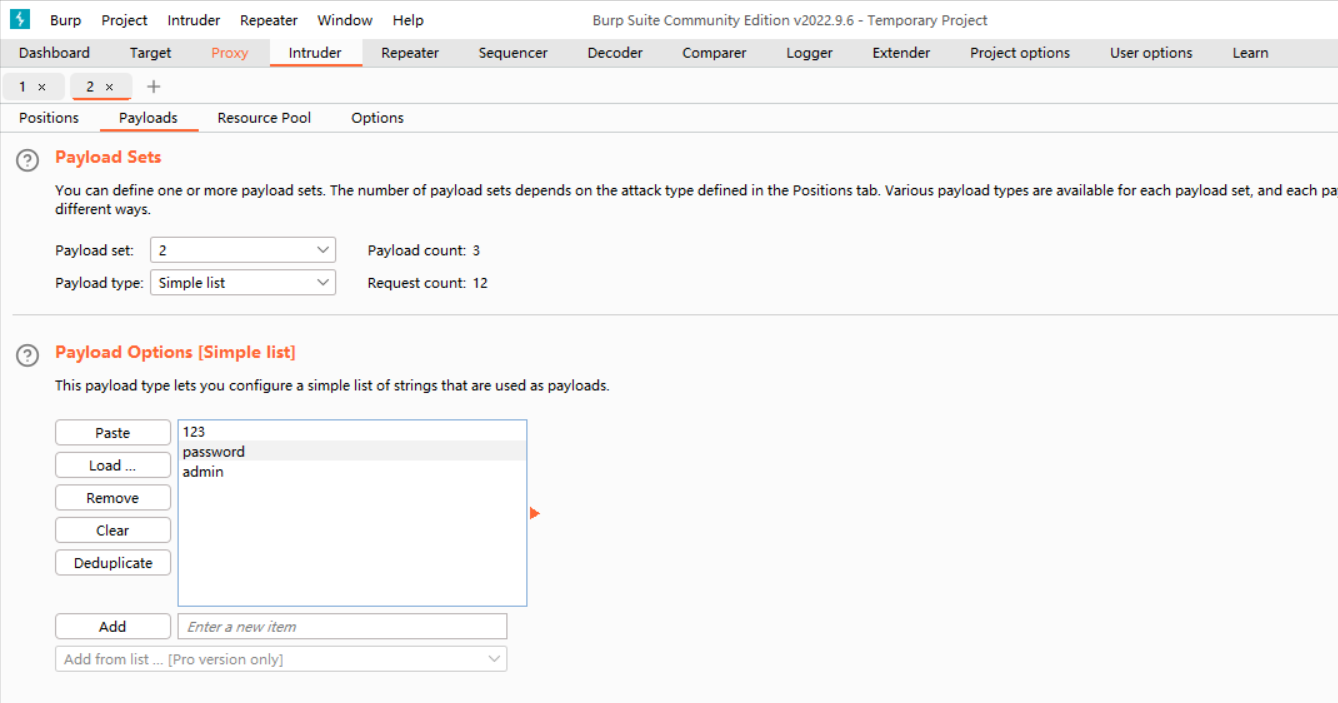 Burp Project Intruder Repeater Window Help Burp Suite Community Edition v2022.9.6 - Temporary Project
Dashboard Target Proxy Intruder Repeater Sequencer Decoder Comparer Logger Extender Project options User options Learn
1 × 2 × +
Positions Payloads Resource Pool Options
? Payload Sets
You can define one or more payload sets. The number of payload sets depends on the attack type defined in the Positions tab. Various payload types are available for each payload set, and each pa
different ways.
Payload set: 2 Payload count: 3
Payload type: Simple list Request count: 12
? Payload Options [Simple list]
This payload type lets you configure a simple list of strings that are used as payloads.
Paste 123
password
Load ... admin
Remove
Clear
Deduplicate
Add Enter a new item
Add from list ... [Pro version only]